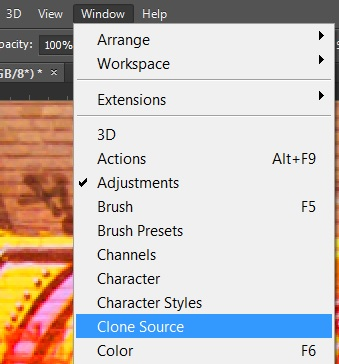 3D View Window Help
pacity: 100%
GB/8*) * ×
Arrange
Workspace
Extensions
3D
Actions Alt+F9
Adjustments
Brush F5
Brush Presets
Channels
Character
Character Styles
Clone Source
Color F6